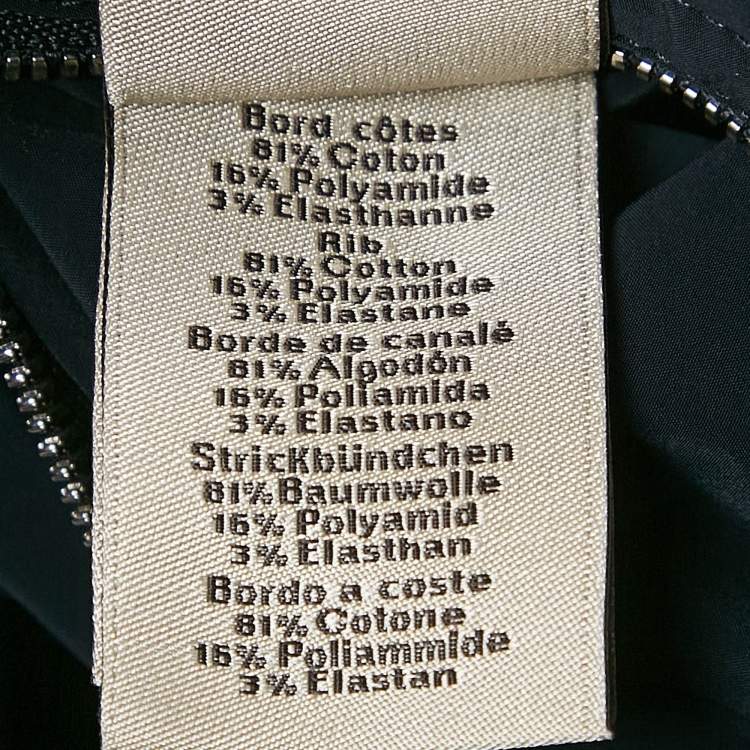 Bord côtes
81% Coton
16% Polyamide
3% Elasthanne
Rib
81% Cotton
16% Polyamide
3% Elastane
Borde de canalé
81% Algodón
16% Poliamida
3% Elastano
Strickbündchen
81% Baumwolle
16% Polyamid
3% Elasthan
Bordo a coste
81% Cotone
16% Poliammide
3% Elastan